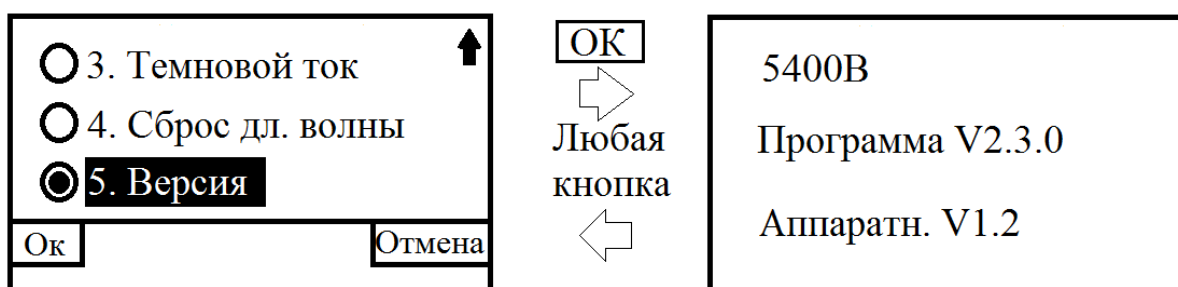 3. Темновой ток
4. Сброс дл. волны
5. Версия
Ок
Отмена
ОК
Любая
кнопка
5400В
Программа V2.3.0
Аппаратн. V1.2